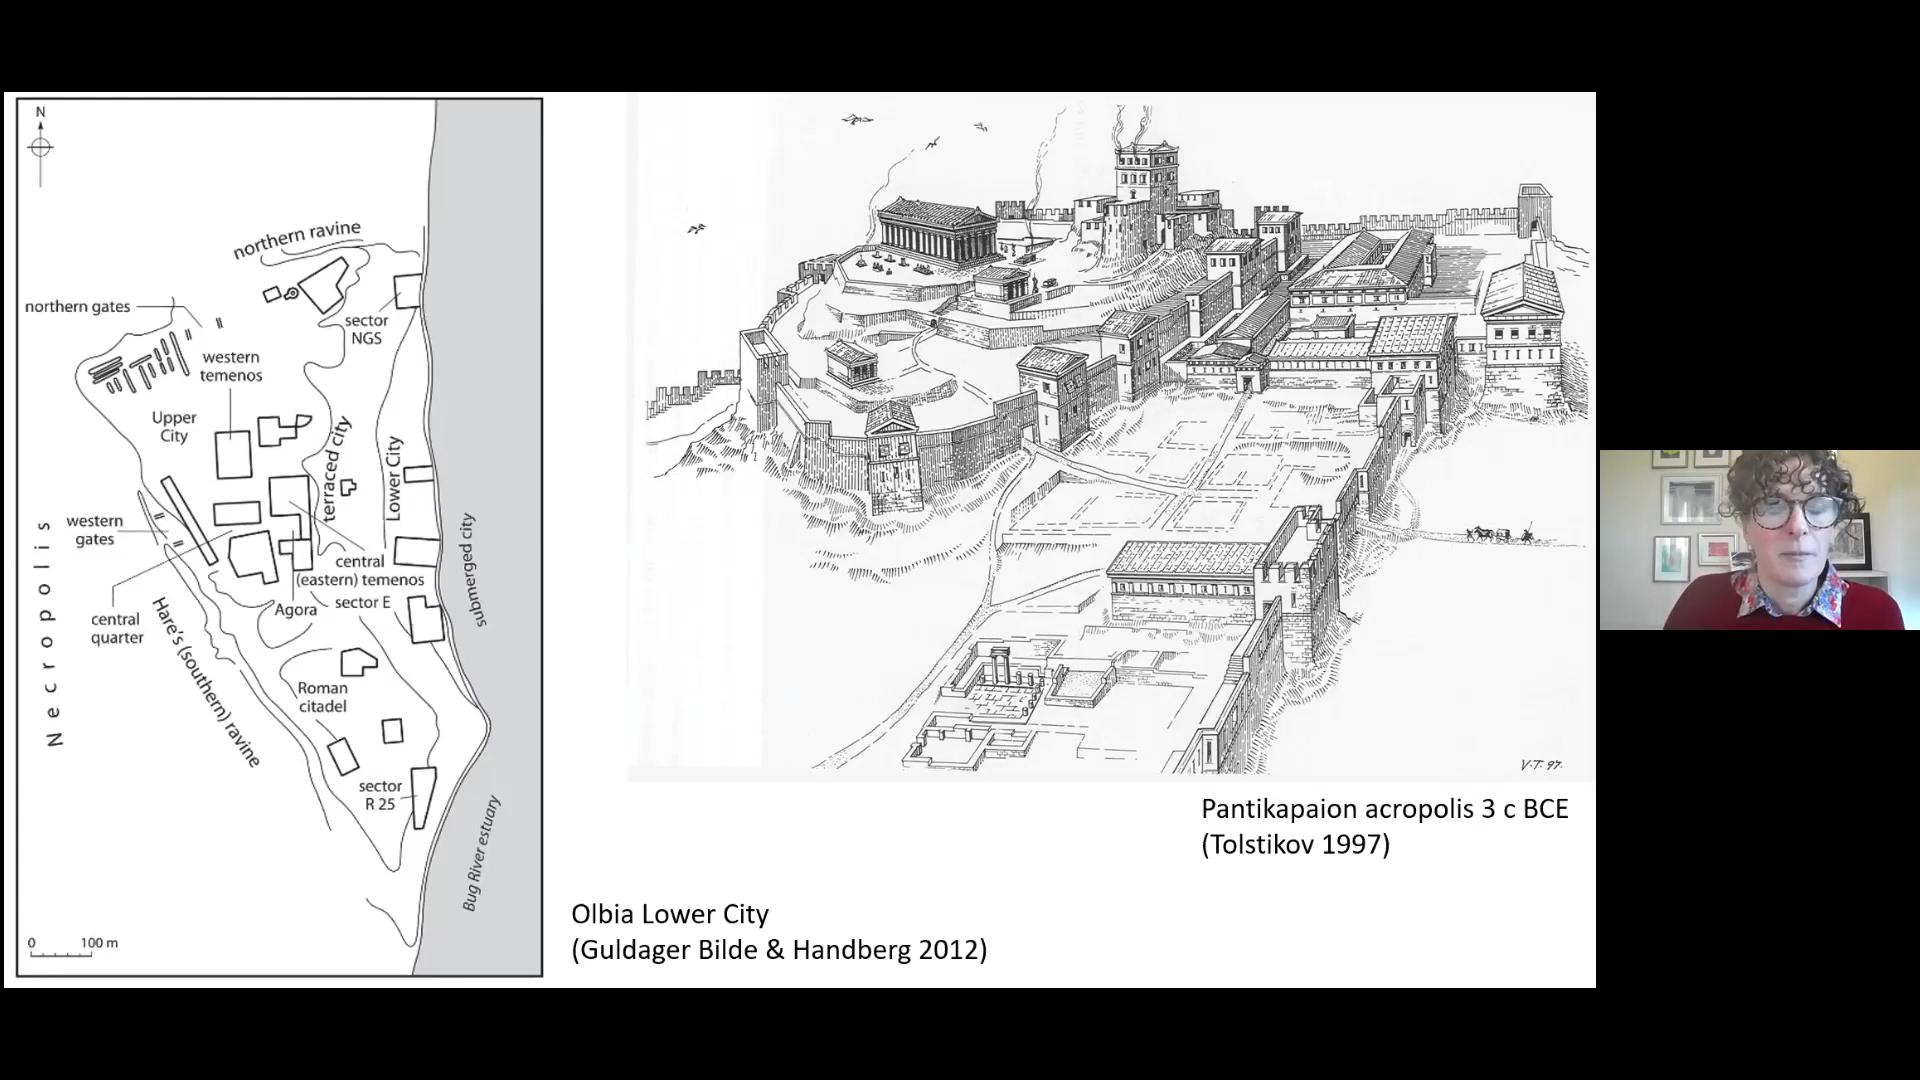 N
northern ravine
northern gates
sector
NGS
western
temenos
Upper
City
terraced city
Lower City
western
gates
submerged city
Necropolis
central
(eastern) temenos
central
quarter
Agora
sector E
Hare's (southern) ravine
Roman
citadel
sector
R 25
Bug River estuary
0 100 m
V.T. 97.
Pantikapaion acropolis 3 c BCE
(Tolstikov 1997)
Olbia Lower City
(Guldager Bilde & Handberg 2012)